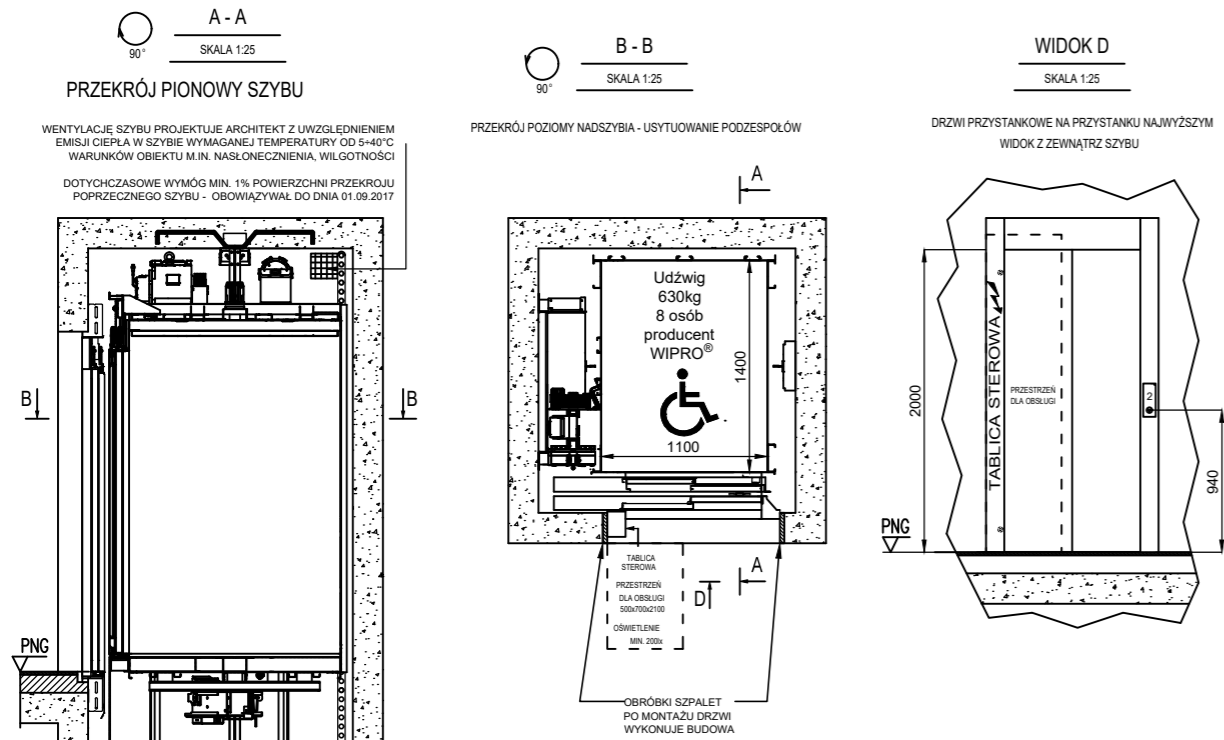 A - A
SKALA 1:25
90°
PRZEKRÓJ PIONOWY SZYBU
WENTYLACJĘ SZYBU PROJEKTUJE ARCHITEKT Z UWZGLĘDNIENIEM
EMISJI CIEPŁA W SZYBIE WYMAGANEJ TEMPERATURY OD 5÷40°C
WARUNKÓW OBIEKTU M.IN. NASŁONECZNIENIA, WILGOTNOŚCI
DOTYCHCZASOWE WYMÓG MIN. 1% POWIERZCHNI PRZEKROJU
POPRZECZNEGO SZYBU - OBOWIĄZYWAŁ DO DNIA 01.09.2017
B
B
PNG
B - B
SKALA 1:25
90°
PRZEKRÓJ POZIOMY NADSZYBIA - USYTUOWANIE PODZESPOŁÓW
A
Udźwig
630kg
8 osób
producent
WIPRO®
1400
1100
TABLICA
STEROWA
PRZESTRZEŃ
DLA OBSŁUGI
500x700x2100
OŚWIETLENIE
MIN. 200lx
A
D
OBRÓBKI SZPALET
PO MONTAŻU DRZWI
WYKONUJE BUDOWA
WIDOK D
SKALA 1:25
DRZWI PRZYSTANKOWE NA PRZYSTANKU NAJWYŻSZYM
WIDOK Z ZEWNĄTRZ SZYBU
2000
TABLICA STEROWA
PRZESTRZEŃ
DLA OBSŁUGI
2
940
PNG